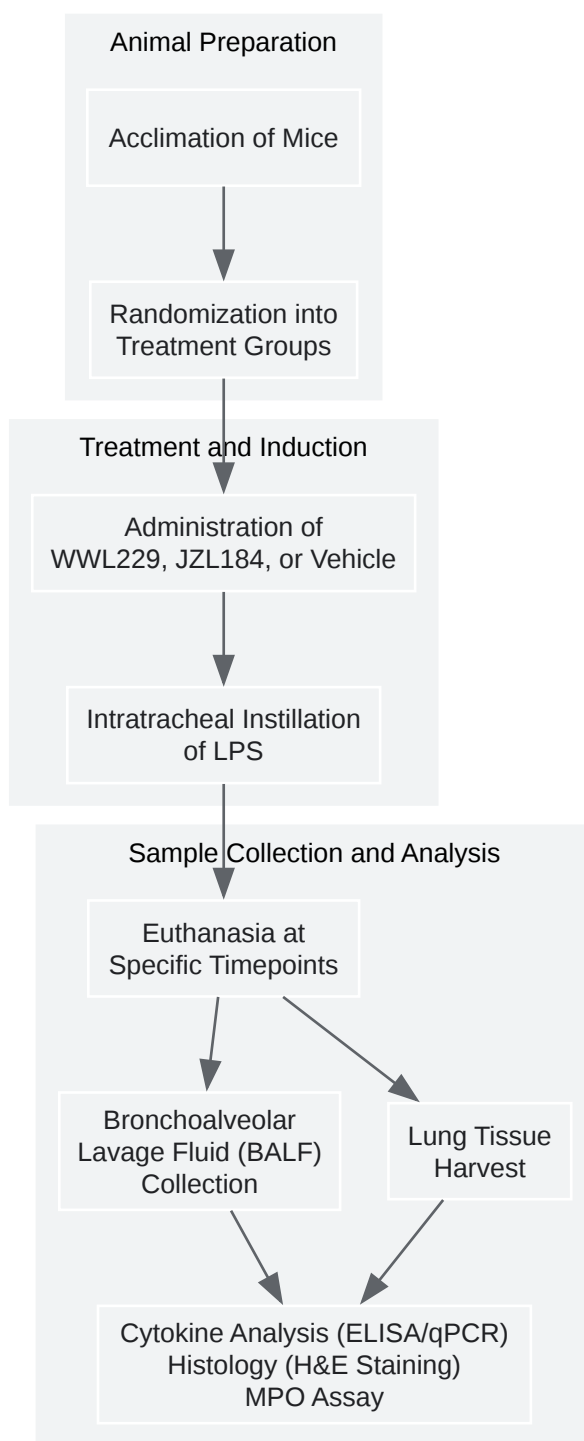 Animal Preparation
Acclimation of Mice
Randomization into
Treatment Groups
Treatment and Induction
Administration of
WWL229, JZL184, or Vehicle
Intratracheal Instillation
of LPS
Sample Collection and Analysis
Euthanasia at
Specific Timepoints
Bronchoalveolar
Lavage Fluid (BALF)
Collection
Lung Tissue
Harvest
Cytokine Analysis (ELISA/qPCR)
Histology (H&E Staining)
MPO Assay